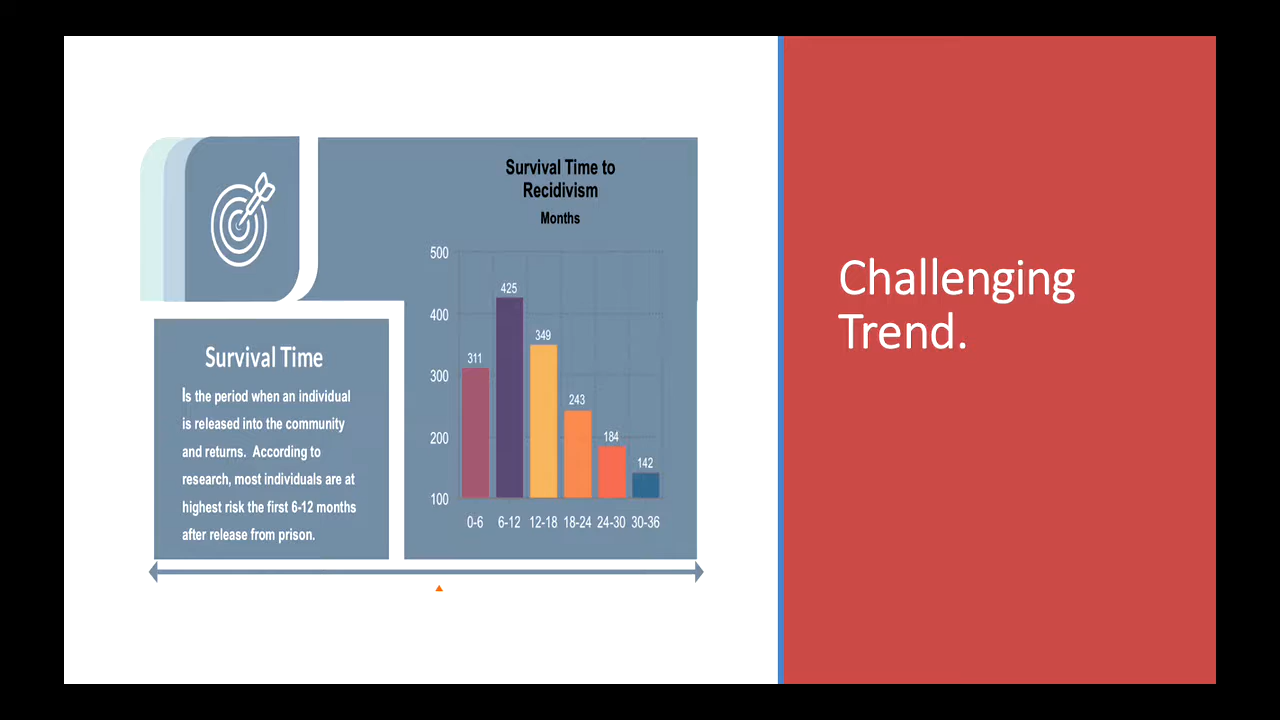 Survival Time to
Recidivism
Months
500
400
300
200
100
311
425
349
243
184
142
0-6 6-12 12-18 18-24 24-30 30-36
Survival Time
Is the period when an individual
is released into the community
and returns. According to
research, most individuals are at
highest risk the first 6-12 months
after release from prison.
Challenging
Trend.